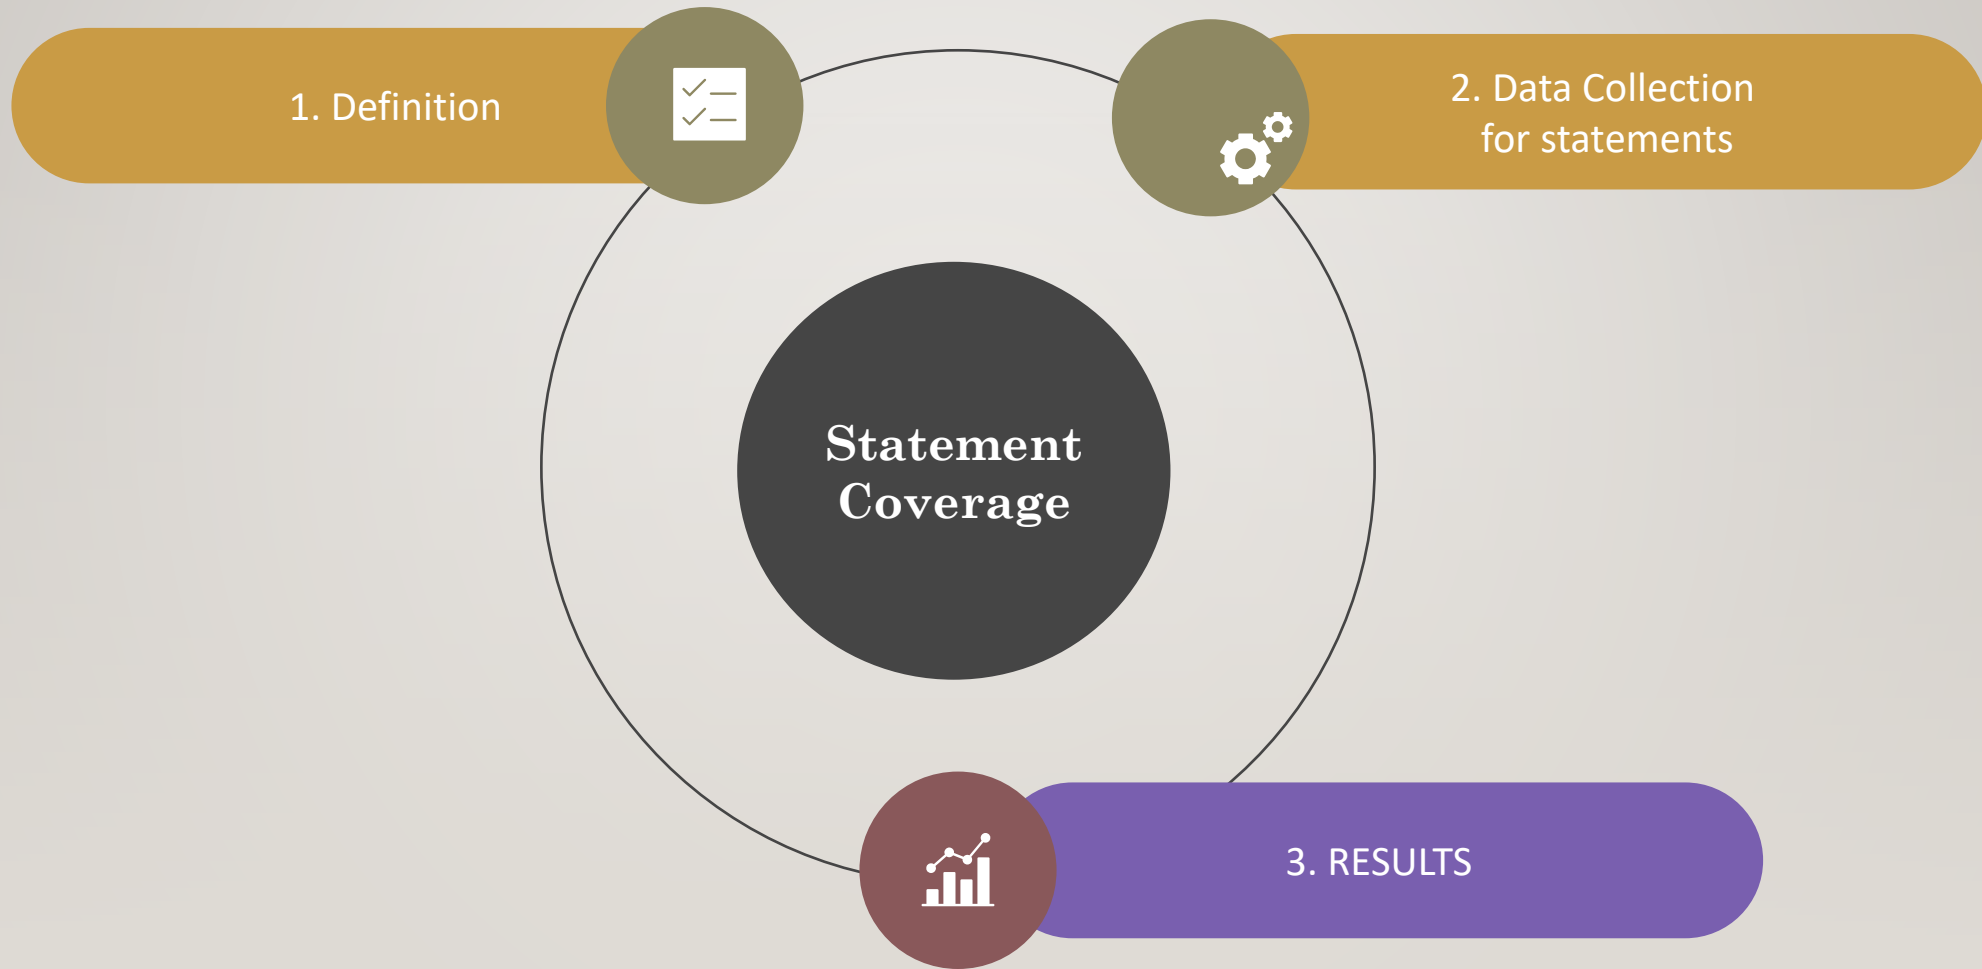 1. Definition
2. Data Collection
for statements
Statement
Coverage
3. RESULTS